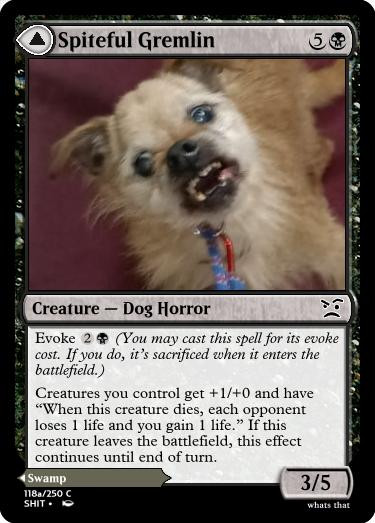 Spiteful Gremlin 5
Creature — Dog Horror
Evoke 2 (You may cast this spell for its evoke
cost. If you do, it's sacrificed when it enters the
battlefield.)
Creatures you control get +1/+0 and have
“When this creature dies, each opponent
loses 1 life and you gain 1 life.” If this
creature leaves the battlefield, this effect
continues until end of turn.
Swamp
3/5
118a/250 C
SHIT •
whats that